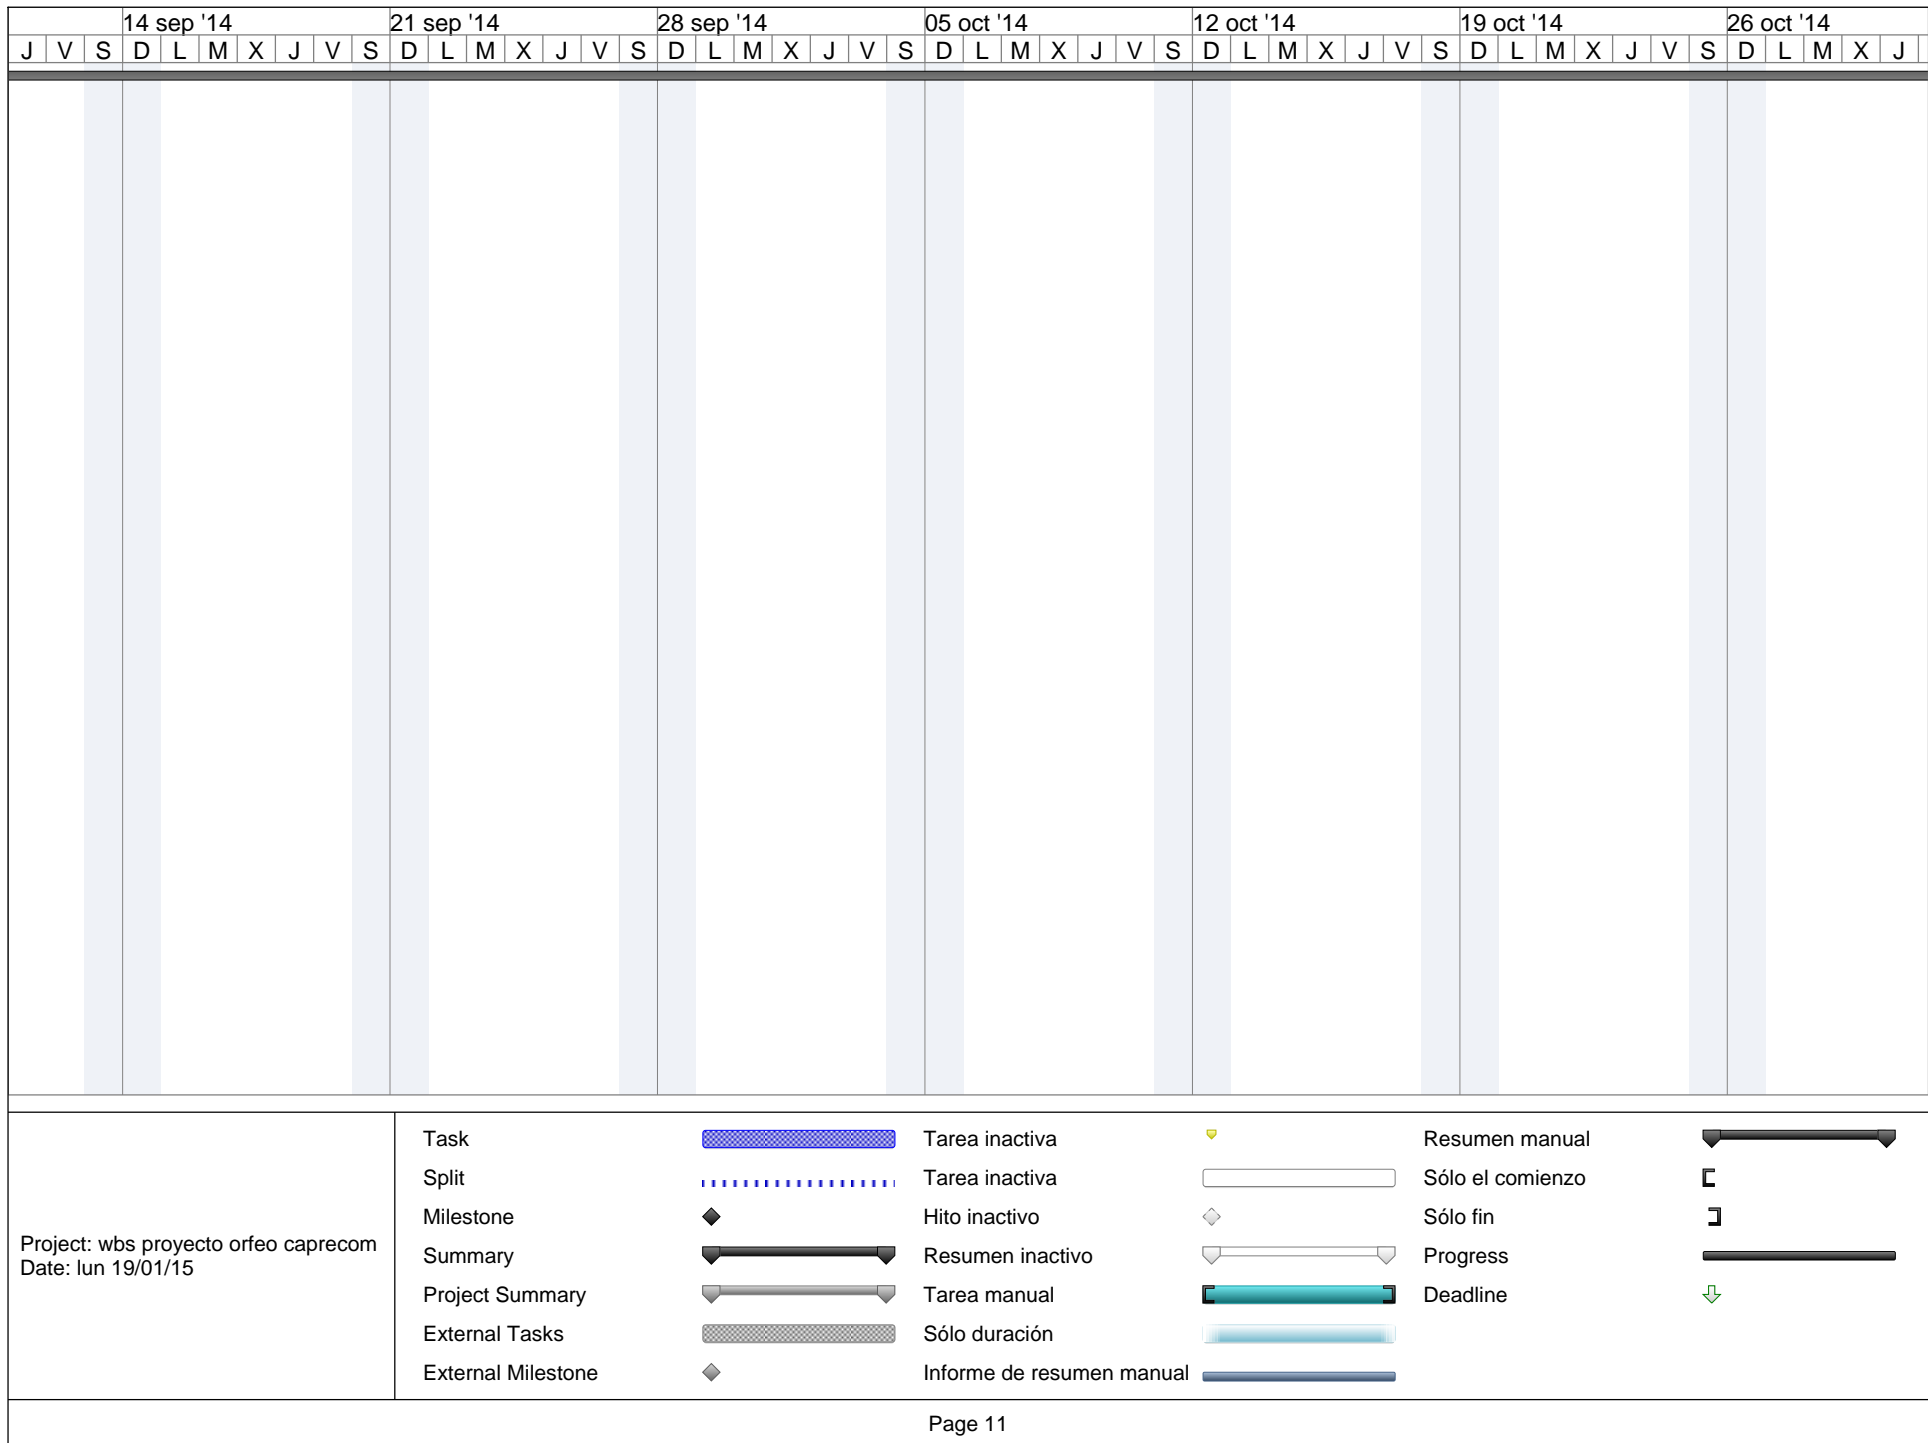 14 sep '14 21 sep '14 28 sep '14 05 oct '14 12 oct '14 19 oct '14 26 oct '14
J V S D L M X J V S D L M X J V S D L M X J V S D L M X J V S D L M X J V S D L M X J V S D L M X J
Task Tarea inactiva Resumen manual
Split Tarea inactiva Sólo el comienzo
Milestone Hito inactivo Sólo fin
Project: wbs proyecto orfeo caprecom
Date: lun 19/01/15
Summary Resumen inactivo Progress
Project Summary Tarea manual Deadline
External Tasks Sólo duración
External Milestone Informe de resumen manual
Page 11